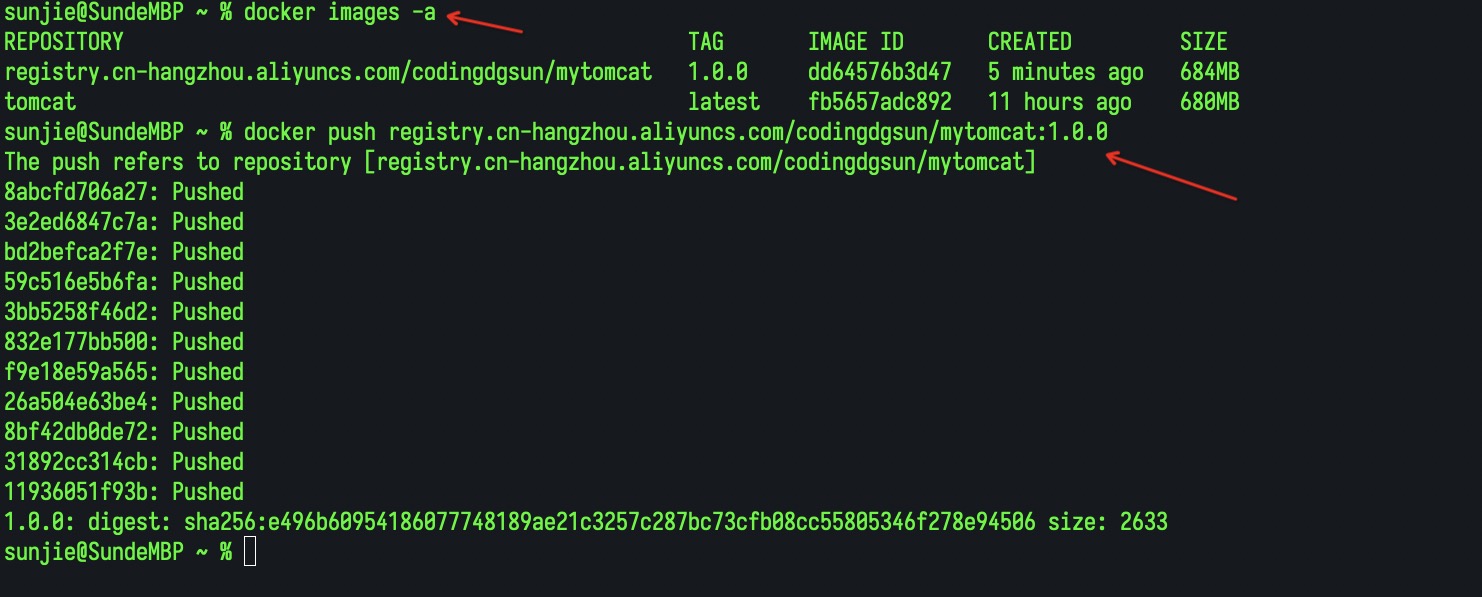 sunjie@SundeMBP ~ % docker images -a
REPOSITORY TAG IMAGE ID CREATED SIZE
registry.cn-hangzhou.aliyuncs.com/codingdgsun/mytomcat 1.0.0 dd64576b3d47 5 minutes ago 684MB
tomcat latest fb5657adc892 11 hours ago 680MB
sunjie@SundeMBP ~ % docker push registry.cn-hangzhou.aliyuncs.com/codingdgsun/mytomcat:1.0.0
The push refers to repository [registry.cn-hangzhou.aliyuncs.com/codingdgsun/mytomcat]
8abcfd706a27: Pushed
3e2ed6847c7a: Pushed
bd2befca2f7e: Pushed
59c516e5b6fa: Pushed
3bb5258f46d2: Pushed
832e177bb500: Pushed
f9e18e59a565: Pushed
26a504e63be4: Pushed
8bf42db0de72: Pushed
31892cc314cb: Pushed
11936051f93b: Pushed
1.0.0: digest: sha256:e496b60954186077748189ae21c3257c287bc73cfb08cc55805346f278e94506 size: 2633
sunjie@SundeMBP ~ %